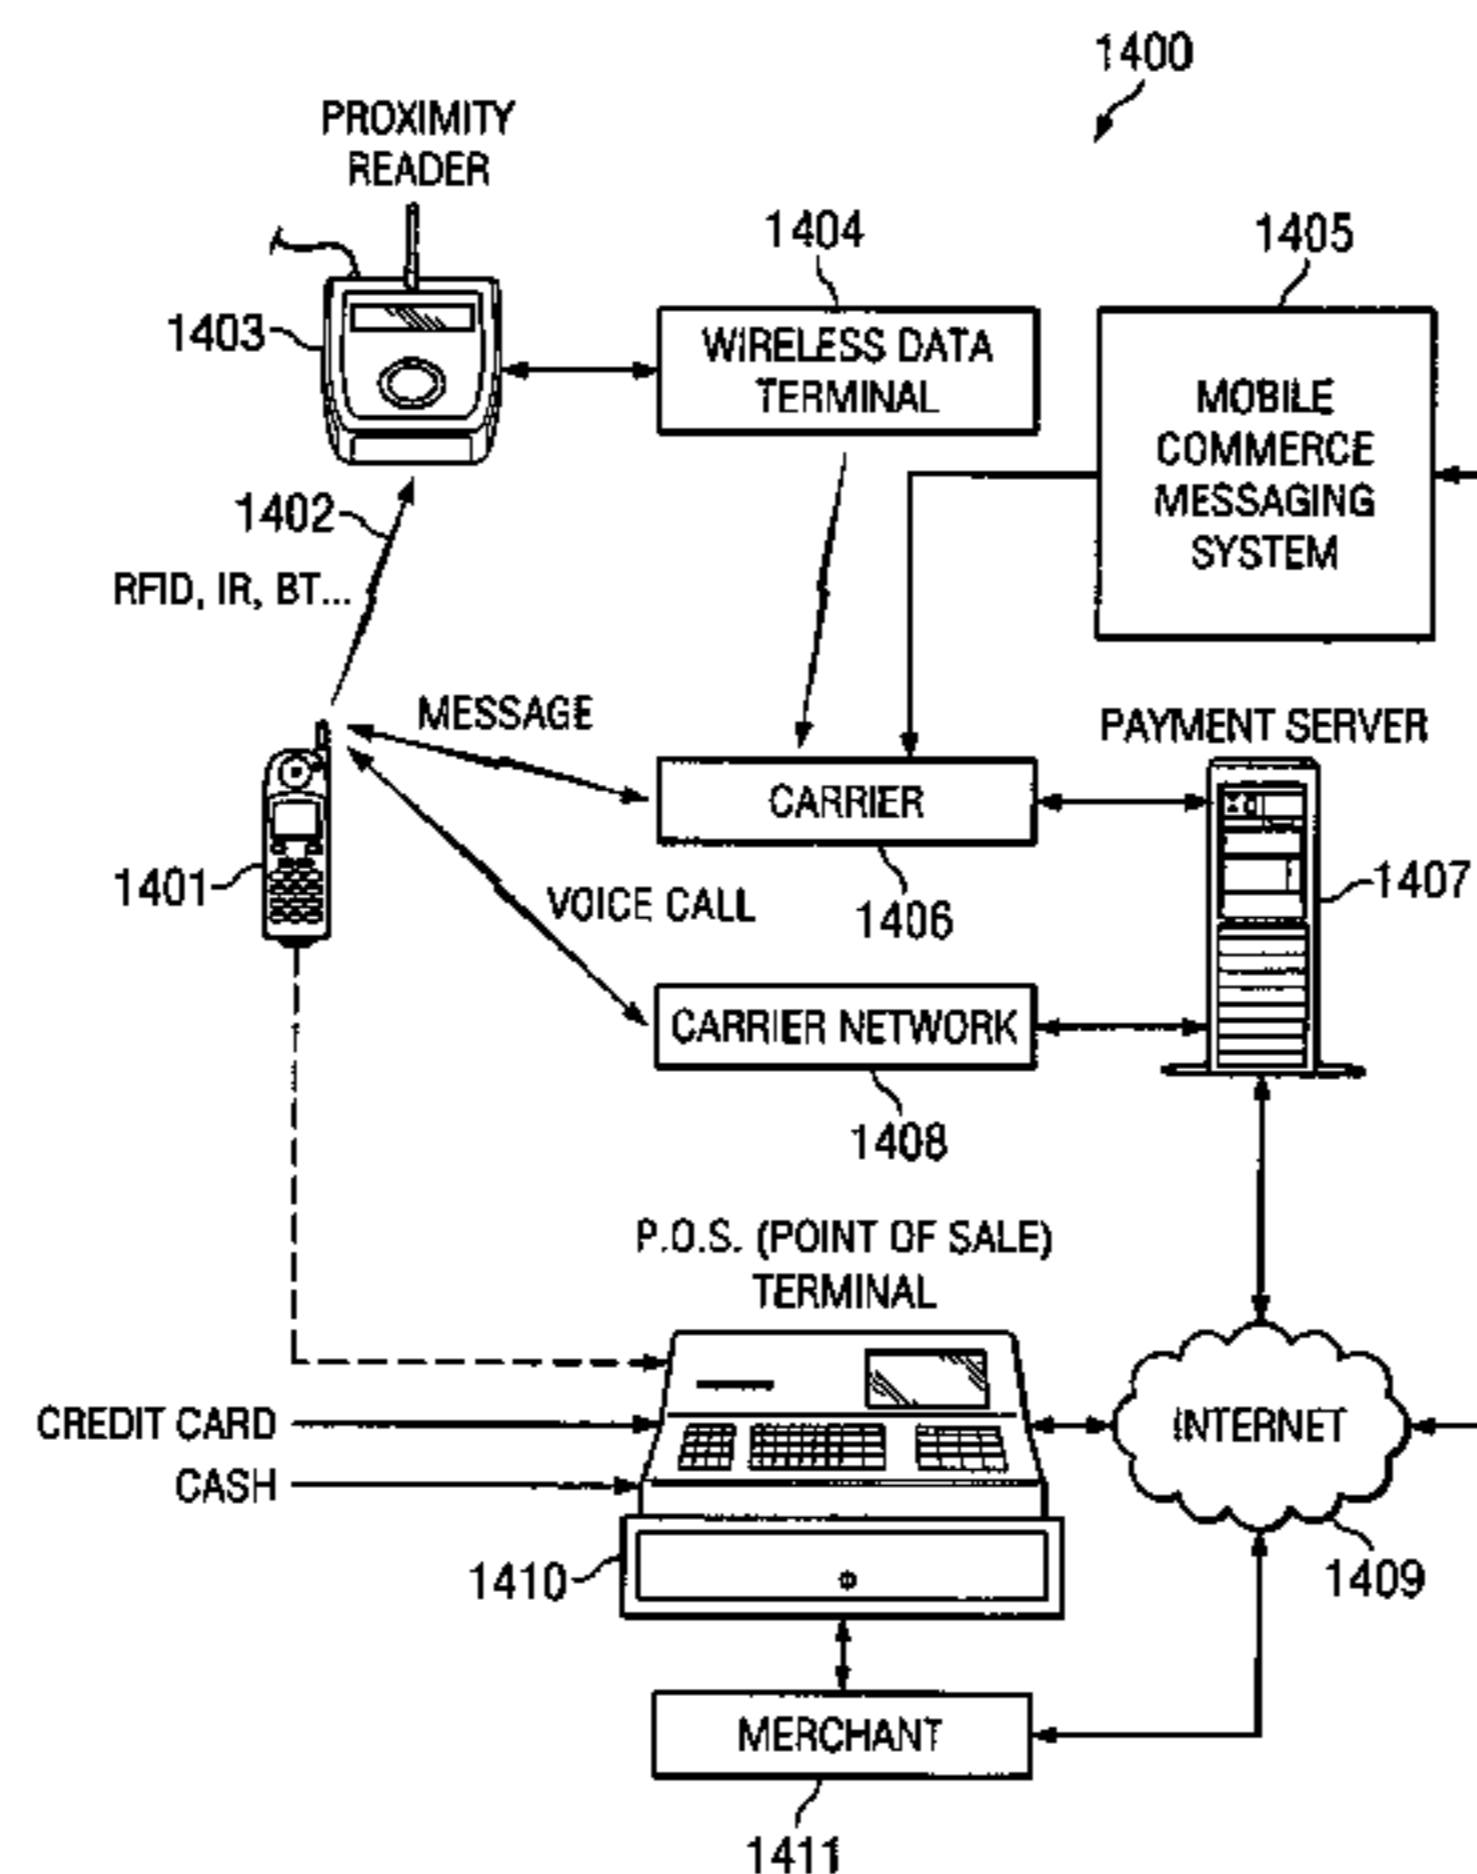 1400
PROXIMITY
READER
1404
1405
1403
WIRELESS DATA
TERMINAL
MOBILE
COMMERCE
MESSAGING
SYSTEM
1402
RFID, IR, BT...
MESSAGE
PAYMENT SERVER
CARRIER
1401
1407
VOICE CALL
1406
CARRIER NETWORK
1408
P.O.S. (POINT OF SALE)
TERMINAL
CREDIT CARD
INTERNET
CASH
1410
1409
MERCHANT
1411